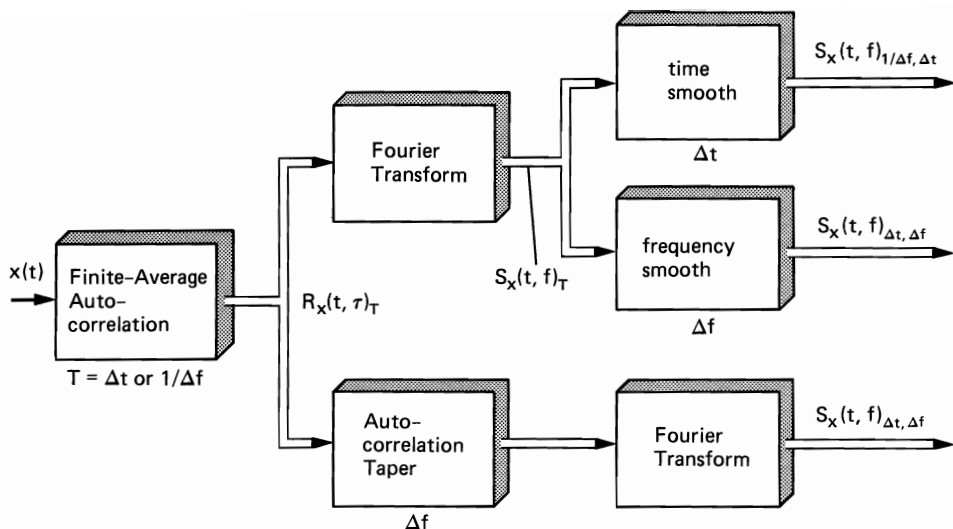 x(t)
Finite-Average
Auto-
correlation
T = Δt or 1/Δf
R_x(t, τ)_T
Fourier
Transform
S_x(t, f)_T
time
smooth
Δt
S_x(t, f)_{1/Δf, Δt}
frequency
smooth
Δf
S_x(t, f)_{Δt, Δf}
Auto-
correlation
Taper
Δf
Fourier
Transform
S_x(t, f)_{Δt, Δf}